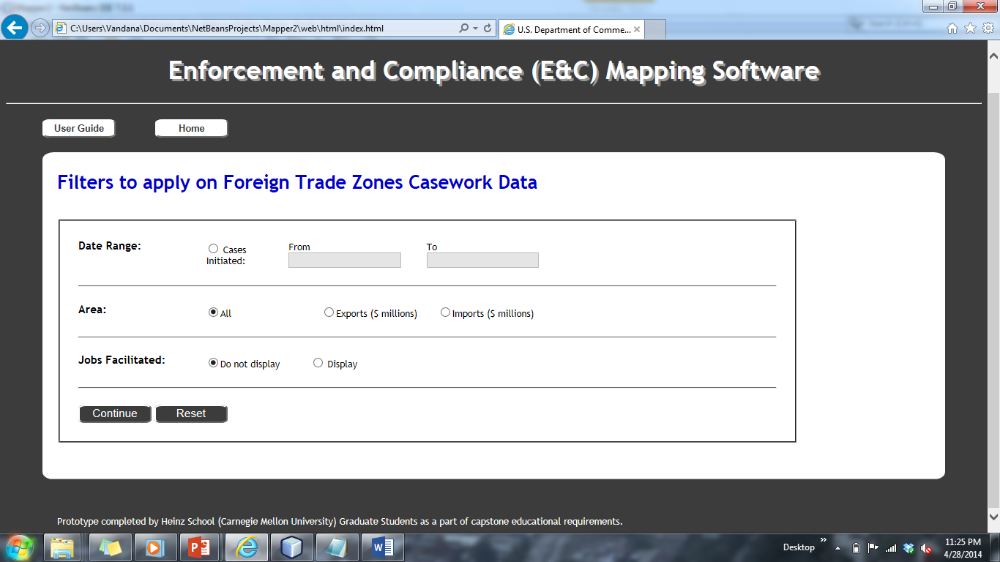 C:\Users\Vandana\Documents\NetBeansProjects\Mapper2\web\html\index.html
U.S. Department of Comme...
Enforcement and Compliance (E&C) Mapping Software
User Guide
Home
Filters to apply on Foreign Trade Zones Casework Data
Date Range:
Cases
Initiated:
From
To
Area:
All
Exports ($ millions)
Imports ($ millions)
Jobs Facilitated:
Do not display
Display
Continue
Reset
Prototype completed by Heinz School (Carnegie Mellon University) Graduate Students as a part of capstone educational requirements.
Desktop
11:25 PM
4/28/2014